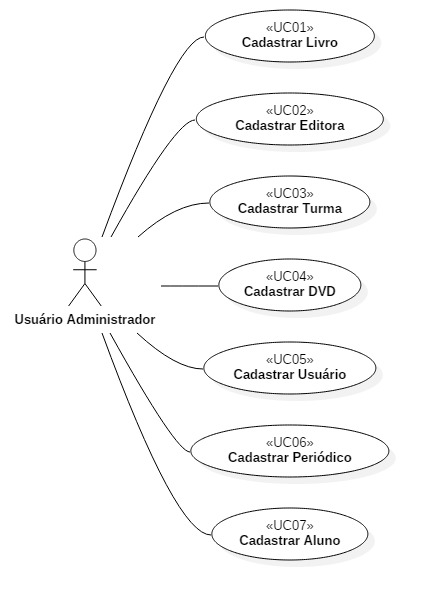 «UC01»
Cadastrar Livro
«UC02»
Cadastrar Editora
«UC03»
Cadastrar Turma
«UC04»
Cadastrar DVD
Usuário Administrador
«UC05»
Cadastrar Usuário
«UC06»
Cadastrar Periódico
«UC07»
Cadastrar Aluno